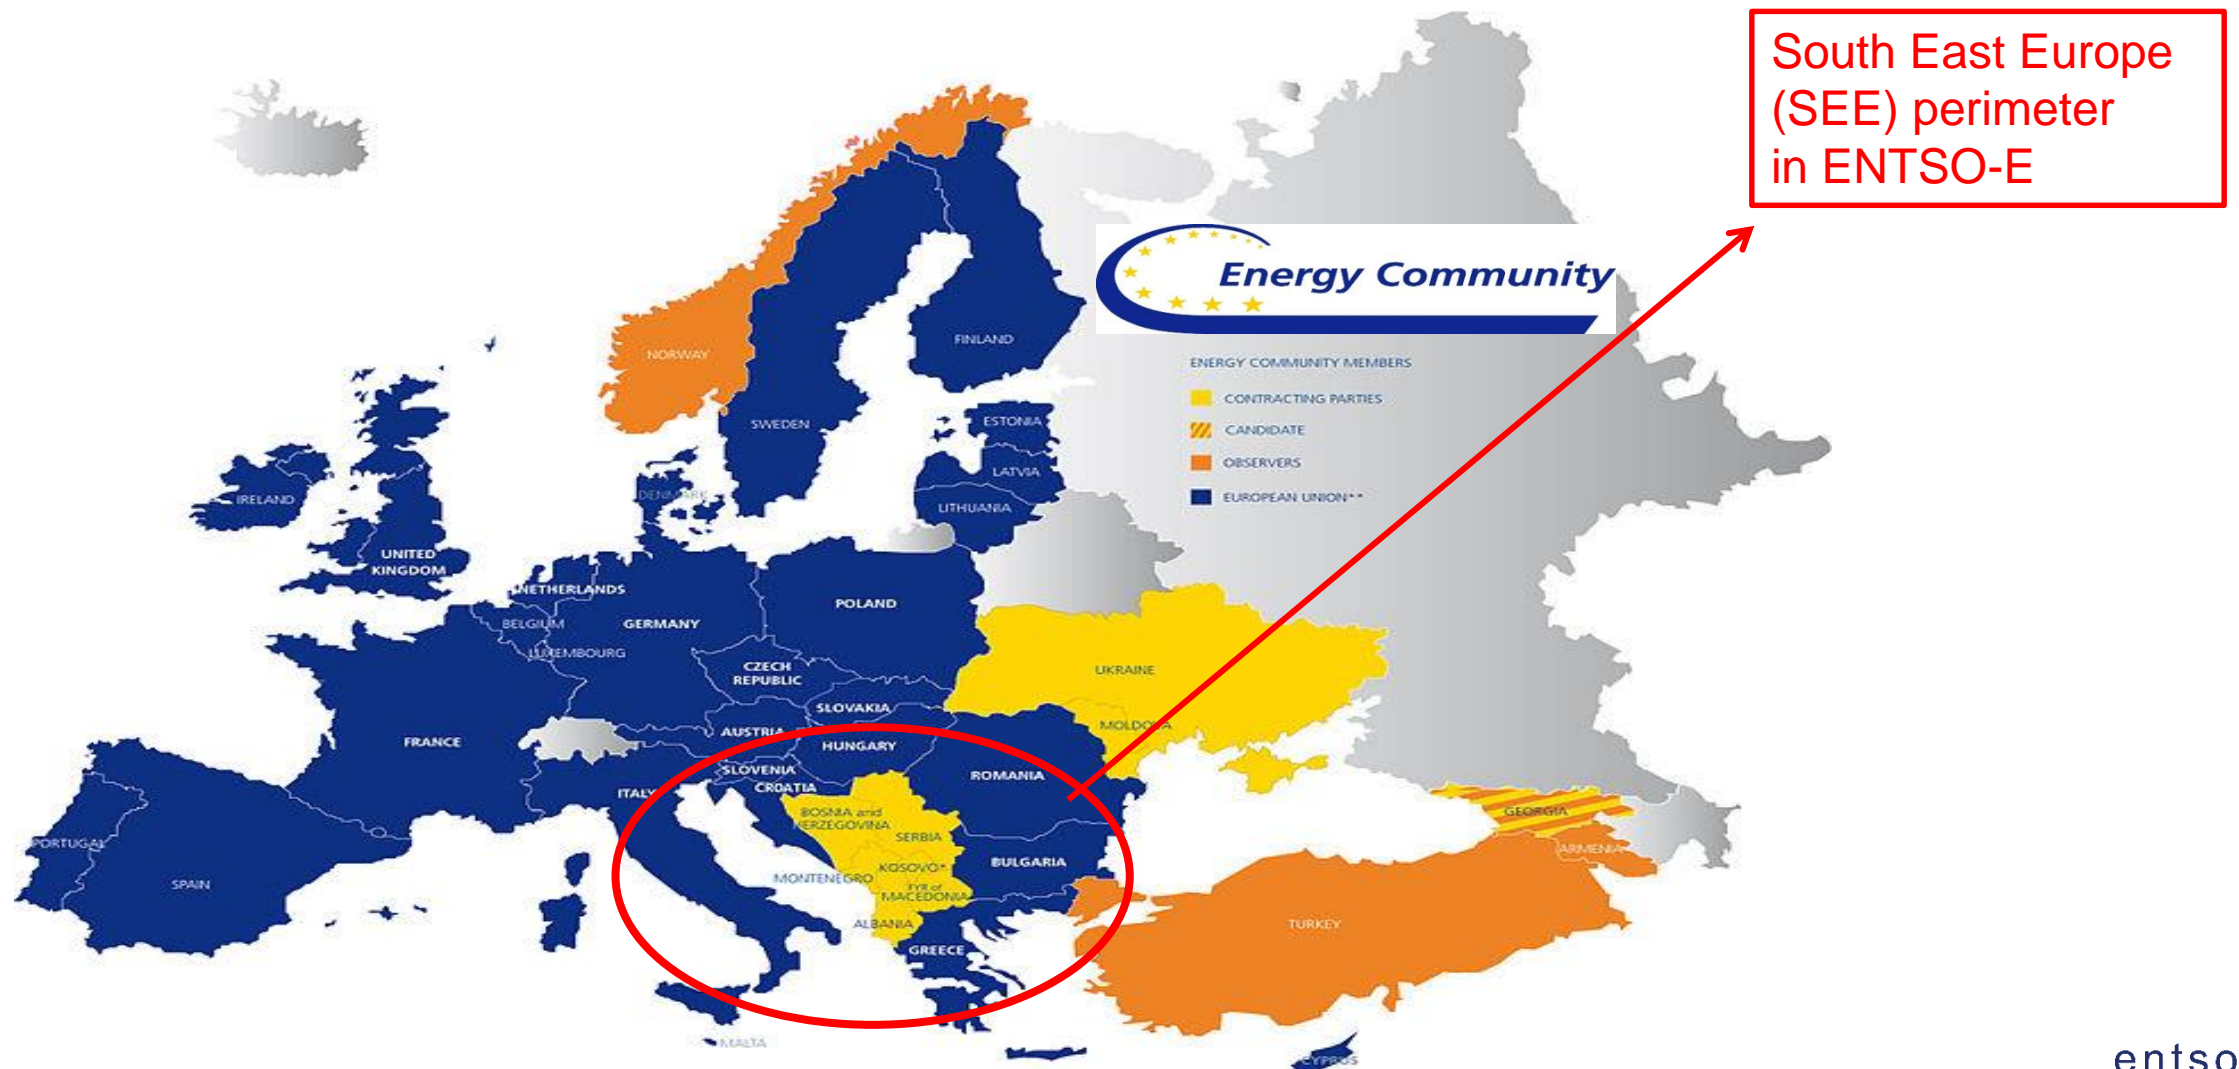 South East Europe
(SEE) perimeter
in ENTSO-E
Energy Community
ENERGY COMMUNITY MEMBERS
CONTRACTING PARTIES
CANDIDATE
OBSERVERS
EUROPEAN UNION**
NORWAY
FINLAND
SWEDEN
ESTONIA
LATVIA
LITHUANIA
DENMARK
IRELAND
UNITED
KINGDOM
NETHERLANDS
BELGIUM
LUXEMBOURG
GERMANY
POLAND
CZECH
REPUBLIC
SLOVAKIA
AUSTRIA
HUNGARY
FRANCE
SLOVENIA
CROATIA
ITALY
ROMANIA
UKRAINE
MOLDOVA
BOSNIA and
HERZEGOVINA
SERBIA
KOSOVO*
MONTENEGRO
FYR of
MACEDONIA
ALBANIA
BULGARIA
GREECE
PORTUGAL
SPAIN
MALTA
CYPRUS
TURKEY
GEORGIA
ARMENIA
entso